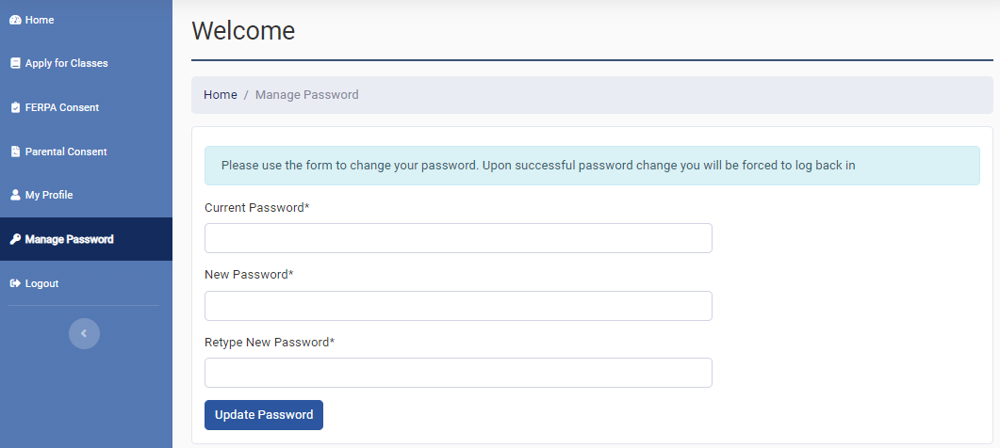 Home
Apply for Classes
FERPA Consent
Parental Consent
My Profile
Manage Password
Logout
Welcome
Home / Manage Password
Please use the form to change your password. Upon successful password change you will be forced to log back in
Current Password*
New Password*
Retype New Password*
Update Password